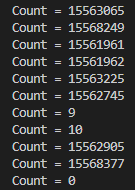 Count = 15563065
Count = 15568249
Count = 15561961
Count = 15561962
Count = 15563225
Count = 15562745
Count = 9
Count = 10
Count = 15562905
Count = 15568377
Count = 0